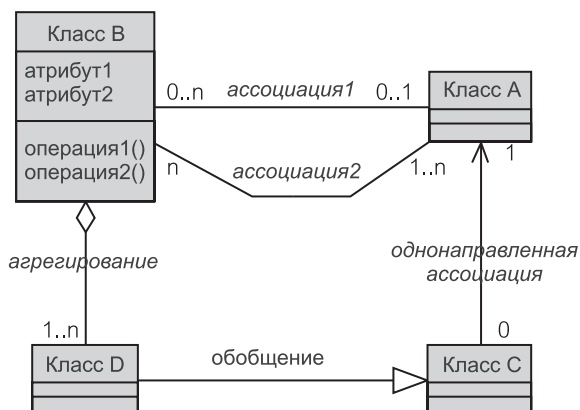 Класс B
атрибут1
атрибут2
операция1()
операция2()
0..n
ассоциация1
0..1
Класс A
n
ассоциация2
1..n
1
агрегирование
однонаправленная
ассоциация
1..n
0
Класс D
обобщение
Класс C